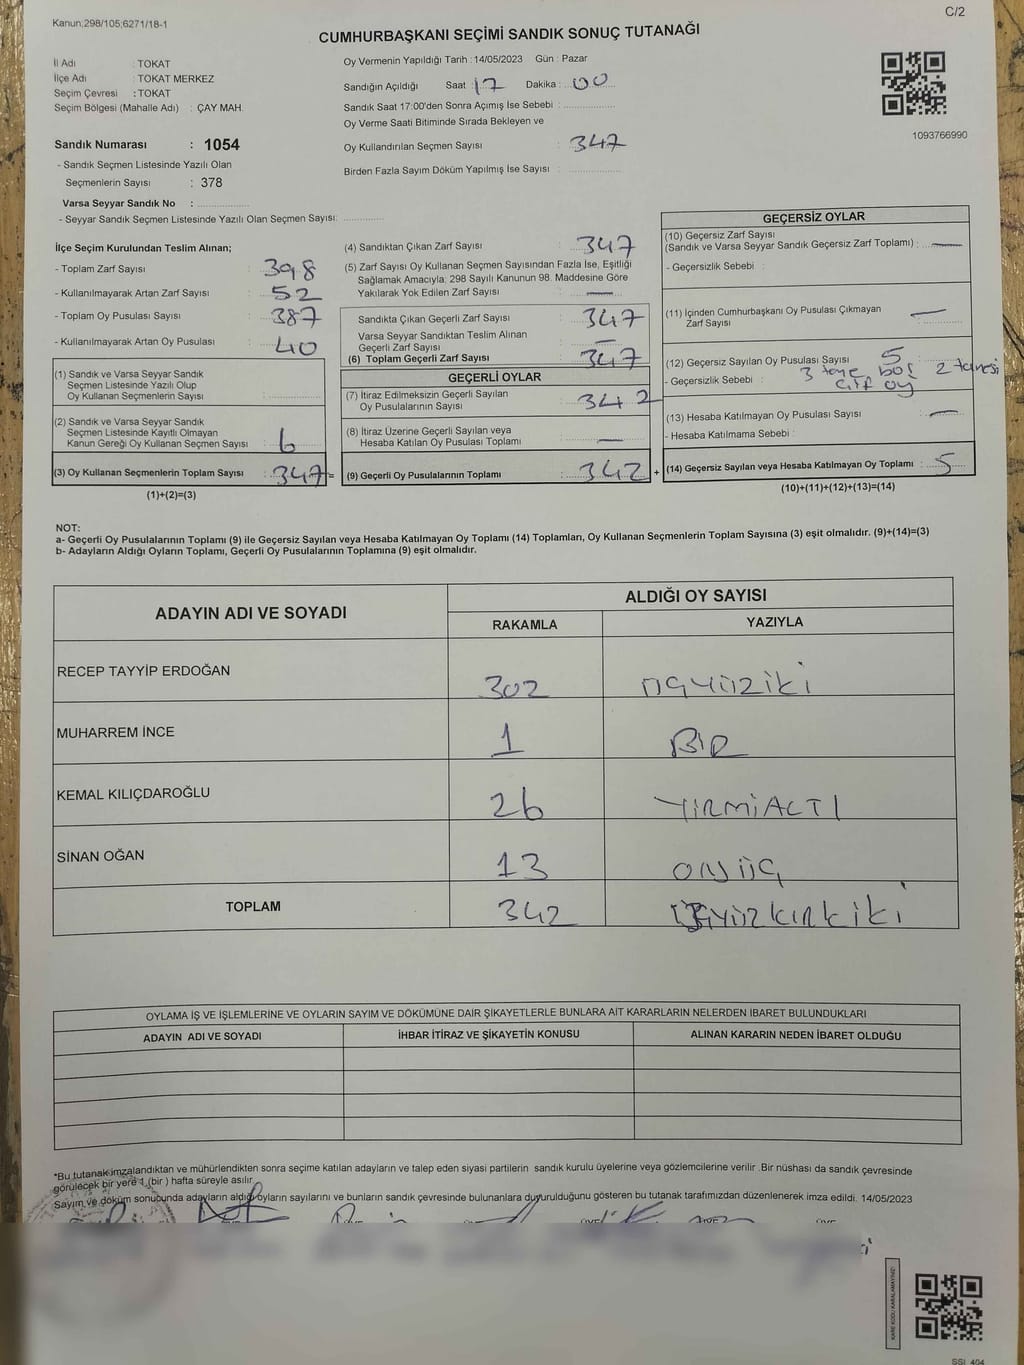 Kanun;298/105;6271/18-1
C/2
CUMHURBAŞKANI SEÇİMİ SANDIK SONUÇ TUTANAĞI
İl Adı : TOKAT
İlçe Adı : TOKAT MERKEZ
Seçim Çevresi : TOKAT
Seçim Bölgesi (Mahalle Adı) : ÇAY MAH.
Oy Vermenin Yapıldığı Tarih : 14/05/2023 Gün : Pazar
Sandığın Açıldığı Saat : 17 Dakika : 00
Sandık Saat 17:00'den Sonra Açımış İse Sebebi :
Oy Verme Saati Bitiminde Sırada Bekleyen ve
Oy Kullandırılan Seçmen Sayısı : 347
Birden Fazla Sayım Döküm Yapılmış İse Sayısı :
1093766990
Sandık Numarası : 1054
- Sandık Seçmen Listesinde Yazılı Olan
Seçmenlerin Sayısı : 378
Varsa Seyyar Sandık No :
- Seyyar Sandık Seçmen Listesinde Yazılı Olan Seçmen Sayısı:
İlçe Seçim Kurulundan Teslim Alınan;
- Toplam Zarf Sayısı : 398
- Kullanılmayarak Artan Zarf Sayısı : 52
- Toplam Oy Pusulası Sayısı : 387
- Kullanılmayarak Artan Oy Pusulası : 40
(1) Sandık ve Varsa Seyyar Sandık
Seçmen Listesinde Yazılı Olup
Oy Kullanan Seçmenlerin Sayısı :
(2) Sandık ve Varsa Seyyar Sandık
Seçmen Listesinde Kayıtlı Olmayan
Kanun Gereği Oy Kullanan Seçmen Sayısı : 6
(3) Oy Kullanan Seçmenlerin Toplam Sayısı : 347 =
(1)+(2)=(3)
(4) Sandıktan Çıkan Zarf Sayısı : 347
(5) Zarf Sayısı Oy Kullanan Seçmen Sayısından Fazla İse, Eşitliği
Sağlamak Amacıyla; 298 Sayılı Kanunun 98. Maddesine Göre
Yakılarak Yok Edilen Zarf Sayısı : —
Sandıkta Çıkan Geçerli Zarf Sayısı : 347
Varsa Seyyar Sandıktan Teslim Alınan
Geçerli Zarf Sayısı : —
(6) Toplam Geçerli Zarf Sayısı : 347
GEÇERLİ OYLAR
(7) İtiraz Edilmeksizin Geçerli Sayılan
Oy Pusulalarının Sayısı : 342
(8) İtiraz Üzerine Geçerli Sayılan veya
Hesaba Katılan Oy Pusulası Toplamı : —
(9) Geçerli Oy Pusulalarının Toplamı : 342 +
GEÇERSİZ OYLAR
(10) Geçersiz Zarf Sayısı
(Sandık ve Varsa Seyyar Sandık Geçersiz Zarf Toplamı) : —
- Geçersizlik Sebebi :
(11) İçinden Cumhurbaşkanı Oy Pusulası Çıkmayan
Zarf Sayısı : —
(12) Geçersiz Sayılan Oy Pusulası Sayısı : 5
- Geçersizlik Sebebi : 3 tane boş 2 tanesi
çift oy
(13) Hesaba Katılmayan Oy Pusulası Sayısı : —
- Hesaba Katılmama Sebebi :
(14) Geçersiz Sayılan veya Hesaba Katılmayan Oy Toplamı : 5
(10)+(11)+(12)+(13)=(14)
NOT:
a- Geçerli Oy Pusulalarının Toplamı (9) ile Geçersiz Sayılan veya Hesaba Katılmayan Oy Toplamı (14) Toplamları, Oy Kullanan Seçmenlerin Toplam Sayısına (3) eşit olmalıdır. (9)+(14)=(3)
b- Adayların Aldığı Oyların Toplamı, Geçerli Oy Pusulalarının Toplamına (9) eşit olmalıdır.
ADAYIN ADI VE SOYADI
ALDIĞI OY SAYISI
RAKAMLA YAZIYLA
RECEP TAYYİP ERDOĞAN 302 ÜÇYÜZİKİ
MUHARREM İNCE 1 BİR
KEMAL KILIÇDAROĞLU 26 YİRMİALTI
SİNAN OĞAN 13 ONÜÇ
TOPLAM 342 ÜÇYÜZKIRKİKİ
OYLAMA İŞ VE İŞLEMLERİNE VE OYLARIN SAYIM VE DÖKÜMÜNE DAİR ŞİKAYETLERLE BUNLARA AİT KARARLARIN NELERDEN İBARET BULUNDUKLARI
ADAYIN ADI VE SOYADI İHBAR İTİRAZ VE ŞİKAYETİN KONUSU ALINAN KARARIN NEDEN İBARET OLDUĞU
*Bu tutanak imzalandıktan ve mühürlendikten sonra seçime katılan adayların ve talep eden siyasi partilerin sandık kurulu üyelerine veya gözlemcilerine verilir .Bir nüshası da sandık çevresinde
görülecek bir yere 1 (bir ) hafta süreyle asılır.
Sayım ve döküm sonucunda adayların aldığı oyların sayılarını ve bunların sandık çevresinde bulunanlara duyurulduğunu gösteren bu tutanak tarafımızdan düzenlenerek imza edildi. 14/05/2023
KARE KODU KARALAMAYINIZ!
SSİ 404